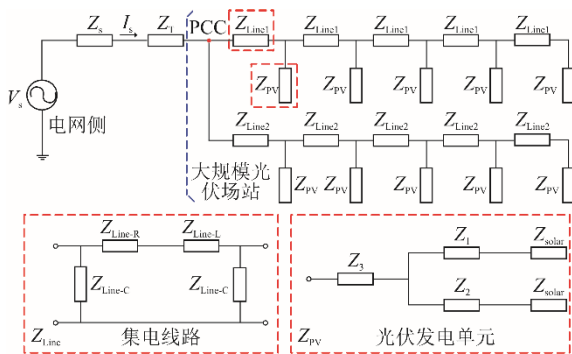 Zs Is ZT PCC ZLine1 ZLine1 ZLine1 ZLine1 ZLine1
Vs
电网侧
ZPV ZPV ZPV ZPV ZPV
ZLine2 ZLine2 ZLine2 ZLine2 ZLine2
大规模光
伏场站
ZPV ZPV ZPV ZPV ZPV
ZLine-R ZLine-L
ZLine-C ZLine-C
ZLine
集电线路
Z3 Z1 Zsolar
Z2 Zsolar
ZPV
光伏发电单元